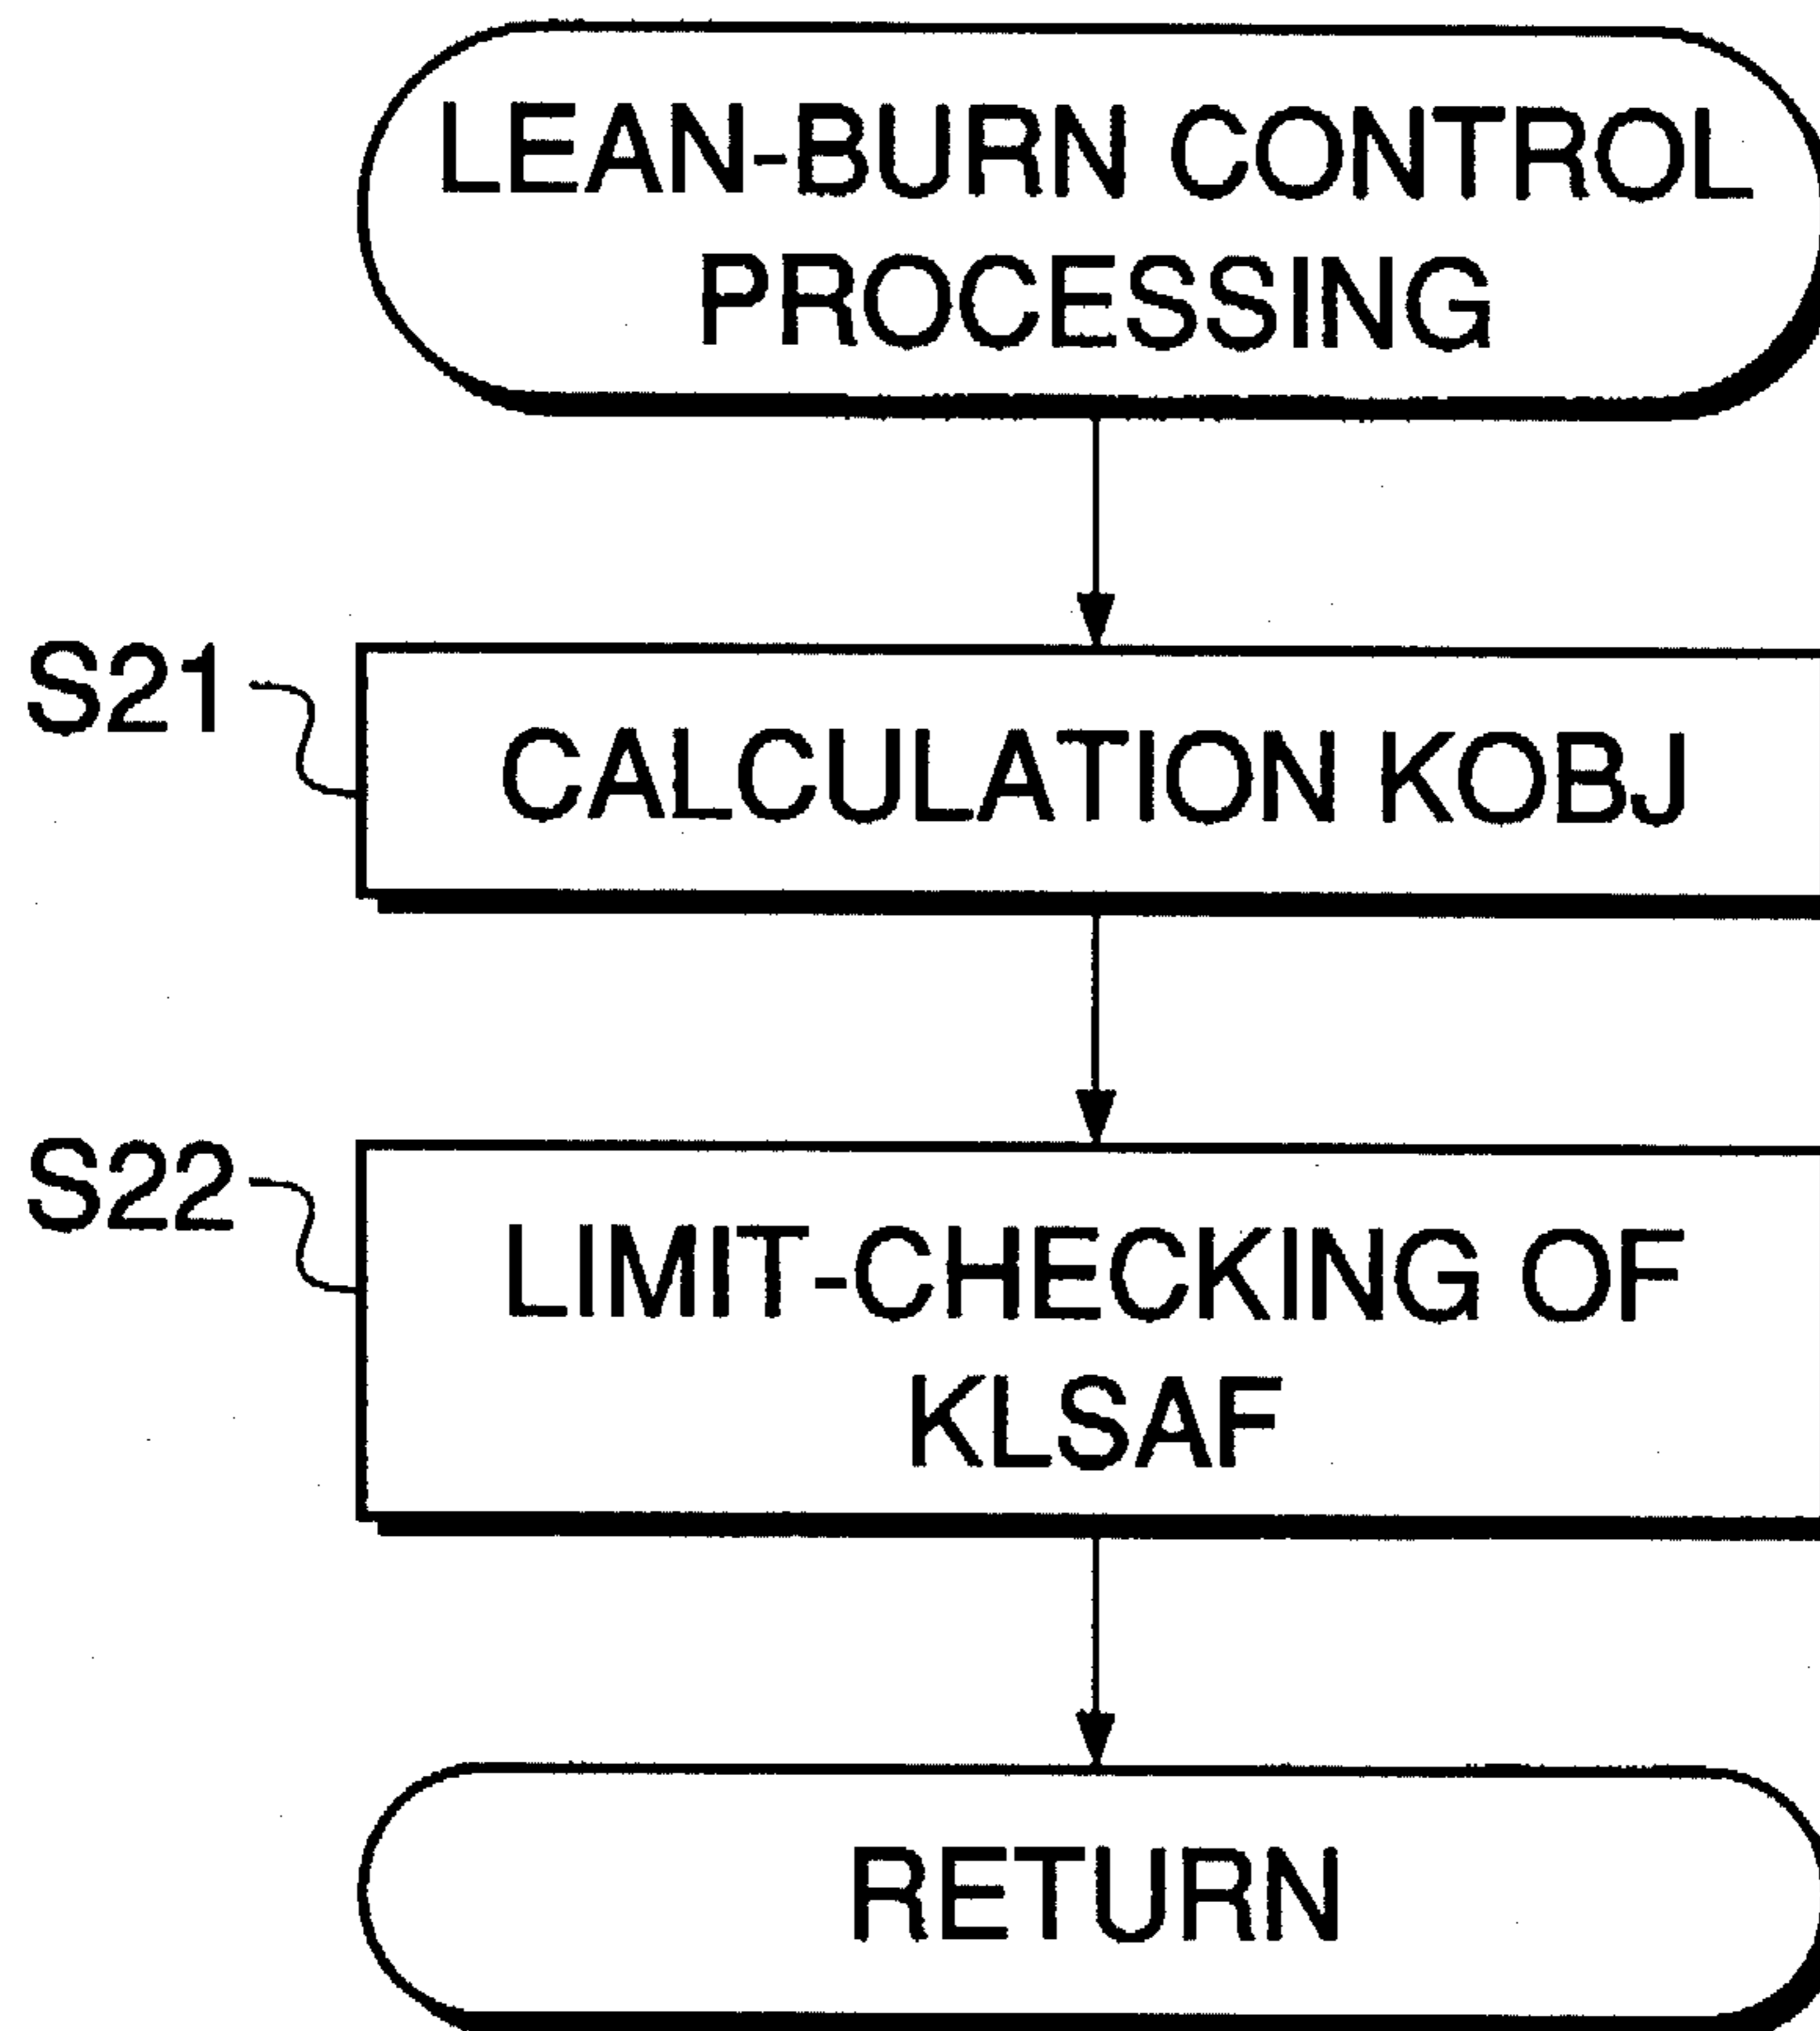 LEAN-BURN CONTROL
PROCESSING
S21
CALCULATION KOBJ
S22
LIMIT-CHECKING OF
KLSAF
RETURN